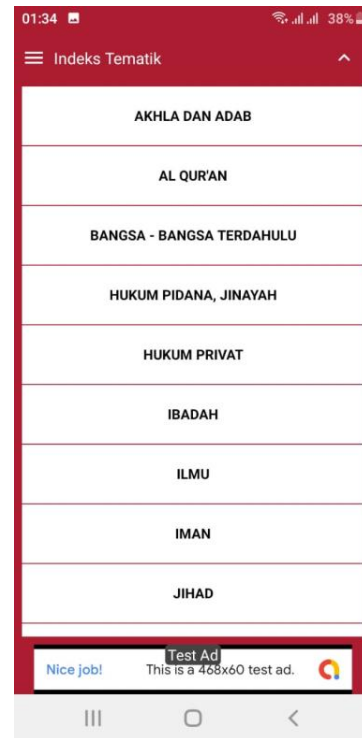 01:34 38%
Indeks Tematik
AKHLA DAN ADAB
AL QUR'AN
BANGSA - BANGSA TERDAHULU
HUKUM PIDANA, JINAYAH
HUKUM PRIVAT
IBADAH
ILMU
IMAN
JIHAD
Test Ad
Nice job! This is a 468x60 test ad.